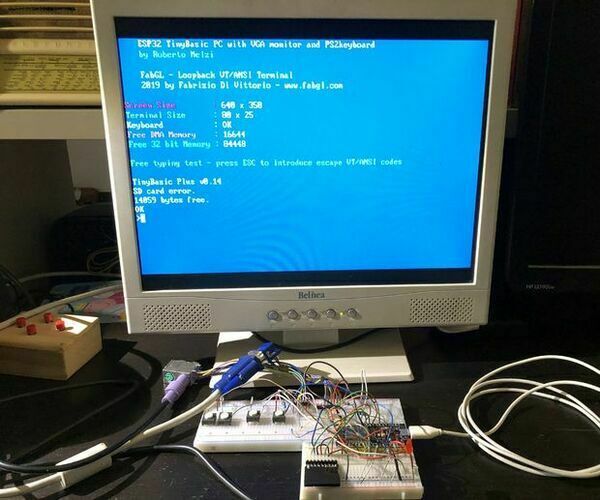 ESP32 TinyBasic PC with VGA monitor and PS2keyboard
by Roberto Melzi
FabGL - Loopback VT/ANSI Terminal
2019 by Fabrizio Di Vittorio - www.fabgl.com
Screen Size : 640 x 350
Terminal Size : 80 x 25
Keyboard : OK
Free DMA Memory : 16644
Free 32 bit Memory : 84448
Free typing test - press ESC to introduce escape VT/ANSI codes
TinyBasic Plus v0.14
SD card error.
14059 bytes free.
OK
>
Belinea